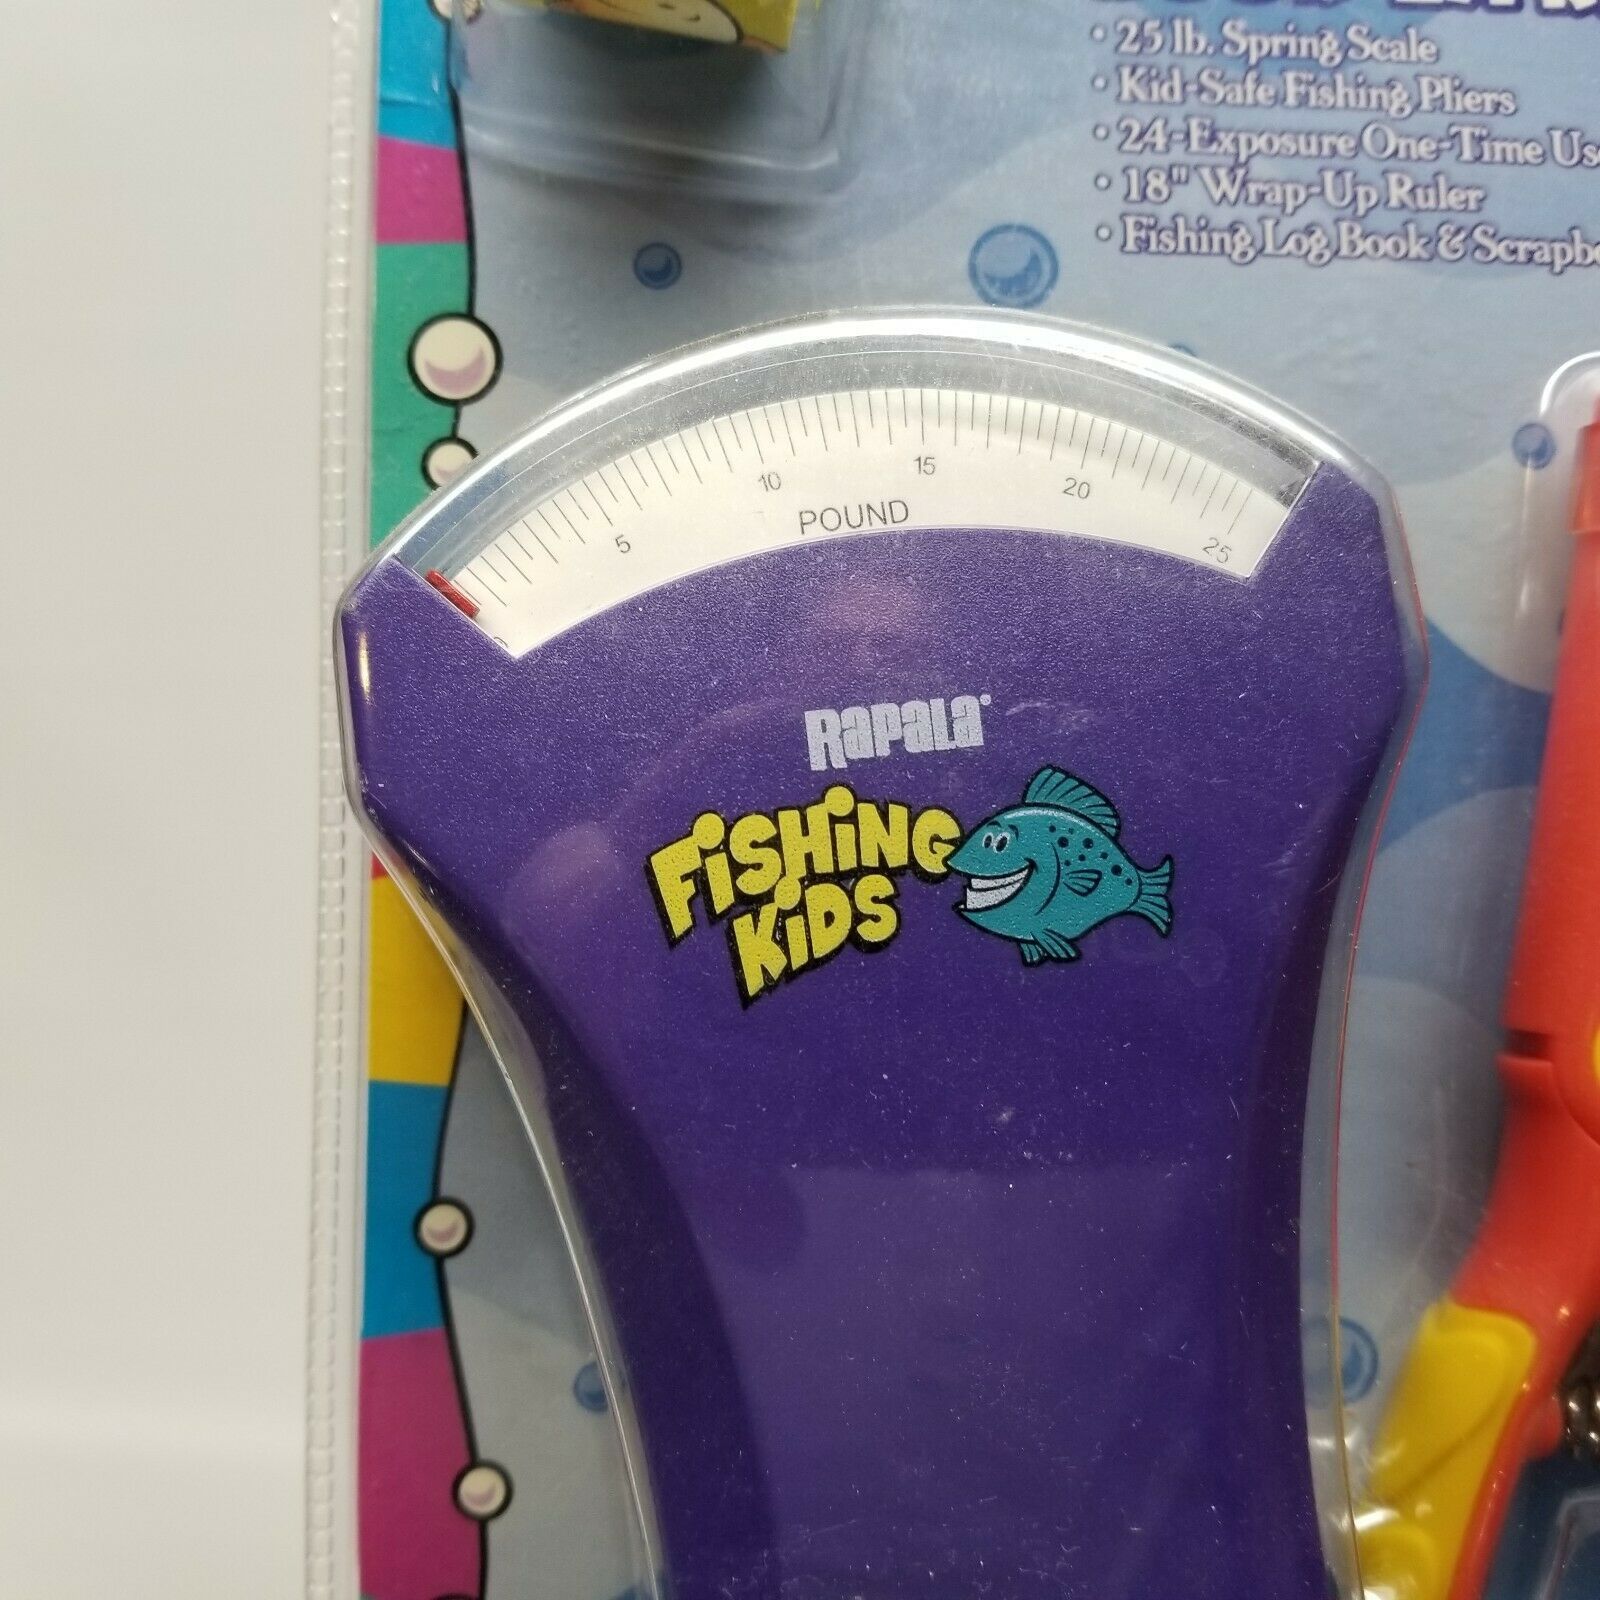 • 25 lb. Spring Scale
• Kid-Safe Fishing Pliers
• 24-Exposure One-Time
• 18" Wrap-Up Ruler
• Fishing Log Book &
5 10 15 20 25
POUND
Rapala®
FiSHiNG
KiDS